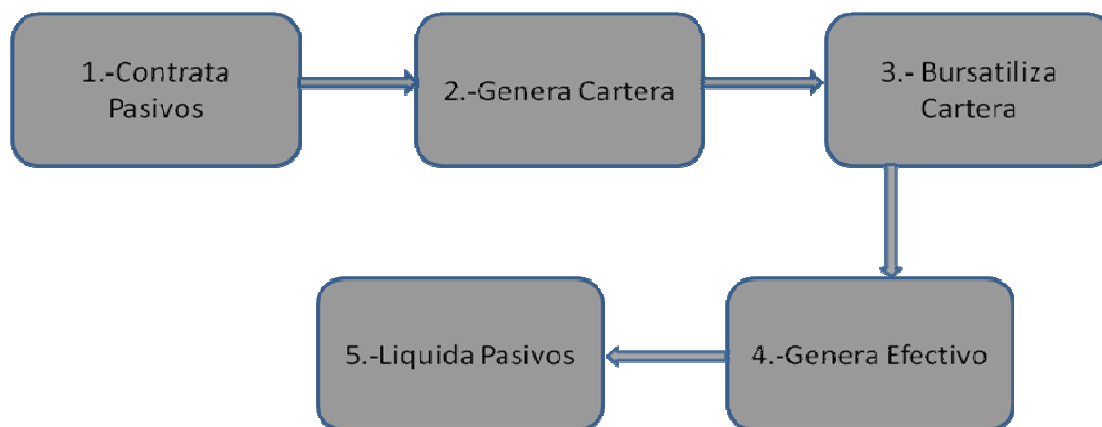 1.-Contrata
Pasivos
2.-Genera Cartera
3.- Bursatiliza
Cartera
4.-Genera Efectivo
5.-Liquida Pasivos